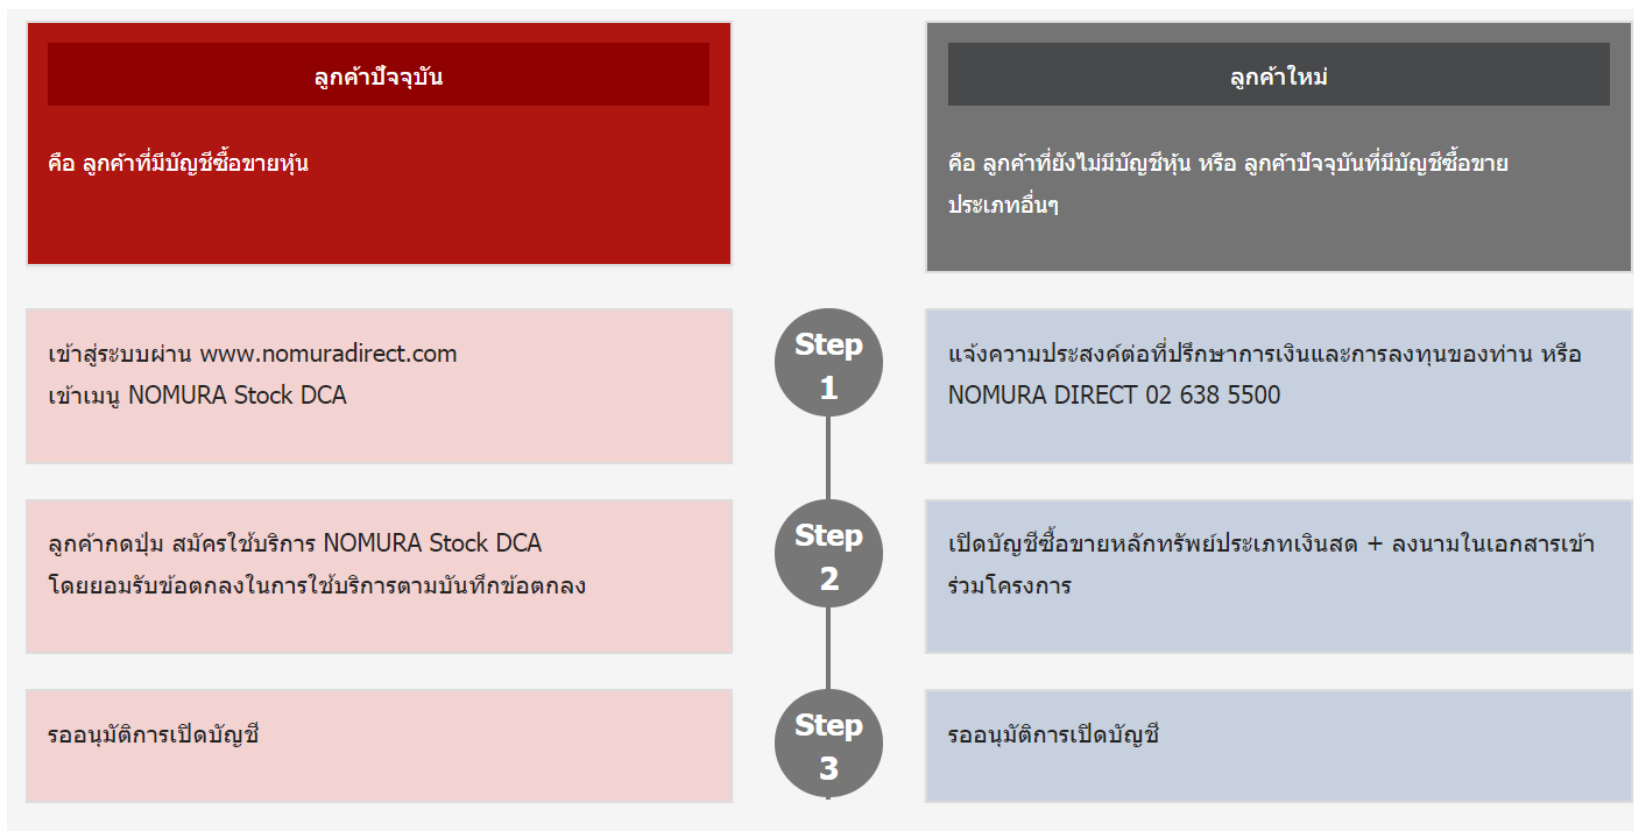 ลูกค้าปัจจุบัน
คือ ลูกค้าที่มีบัญชีซื้อขายหุ้น
ลูกค้าใหม่
คือ ลูกค้าที่ยังไม่มีบัญชีหุ้น หรือ ลูกค้าปัจจุบันที่มีบัญชีซื้อขาย
ประเภทอื่นๆ
เข้าสู่ระบบผ่าน www.nomuradirect.com
เข้าเมนู NOMURA Stock DCA
Step
1
แจ้งความประสงค์ต่อที่ปรึกษาการเงินและการลงทุนของท่าน หรือ
NOMURA DIRECT 02 638 5500
ลูกค้ากดปุ่ม สมัครใช้บริการ NOMURA Stock DCA
โดยยอมรับข้อตกลงในการใช้บริการตามบันทึกข้อตกลง
Step
2
เปิดบัญชีซื้อขายหลักทรัพย์ประเภทเงินสด + ลงนามในเอกสารเข้า
ร่วมโครงการ
รออนุมัติการเปิดบัญชี
Step
3
รออนุมัติการเปิดบัญชี